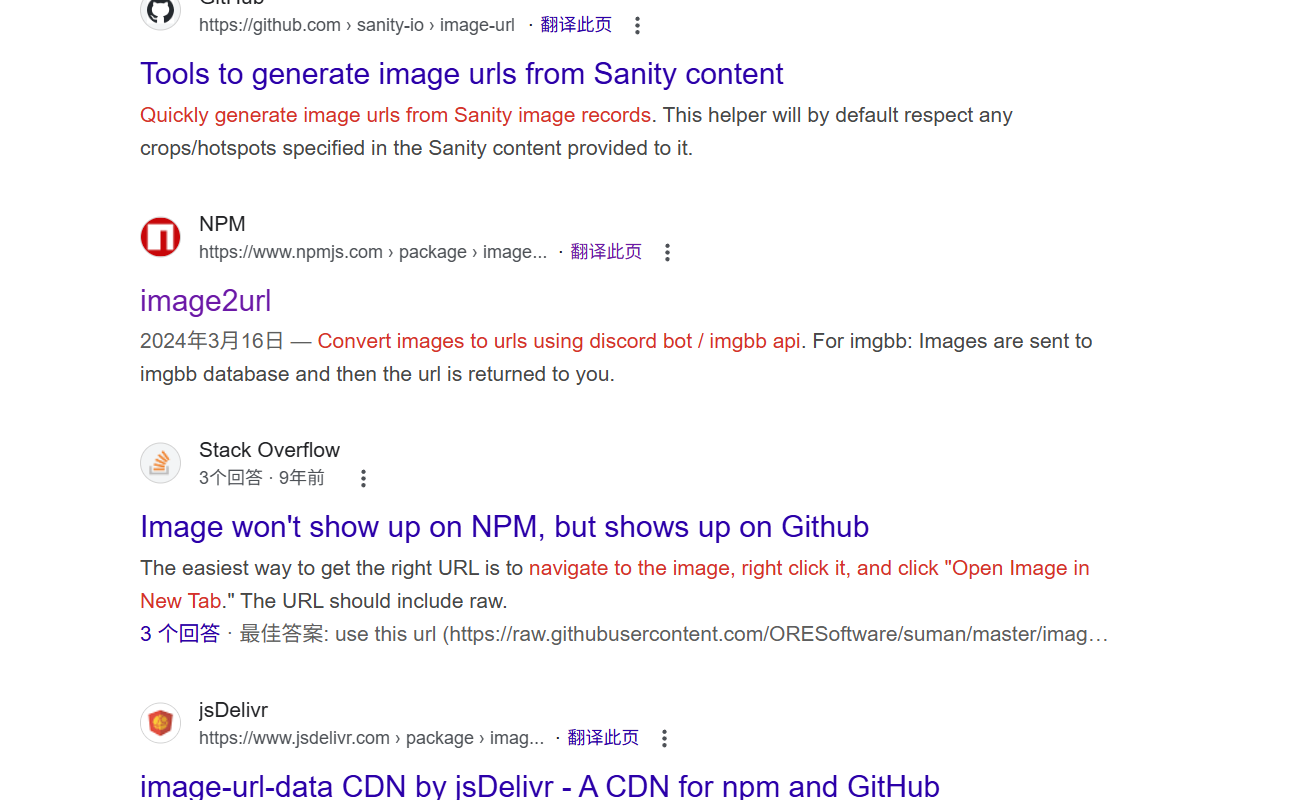 GitHub
https://github.com › sanity-io › image-url · 翻译此页
Tools to generate image urls from Sanity content
Quickly generate image urls from Sanity image records. This helper will by default respect any
crops/hotspots specified in the Sanity content provided to it.
NPM
https://www.npmjs.com › package › image... · 翻译此页
image2url
2024年3月16日 — Convert images to urls using discord bot / imgbb api. For imgbb: Images are sent to
imgbb database and then the url is returned to you.
Stack Overflow
3个回答 · 9年前
Image won't show up on NPM, but shows up on Github
The easiest way to get the right URL is to navigate to the image, right click it, and click "Open Image in
New Tab." The URL should include raw.
3 个回答 · 最佳答案: use this url (https://raw.githubusercontent.com/ORESoftware/suman/master/imag…
jsDelivr
https://www.jsdelivr.com › package › imag... · 翻译此页
image-url-data CDN by jsDelivr - A CDN for npm and GitHub